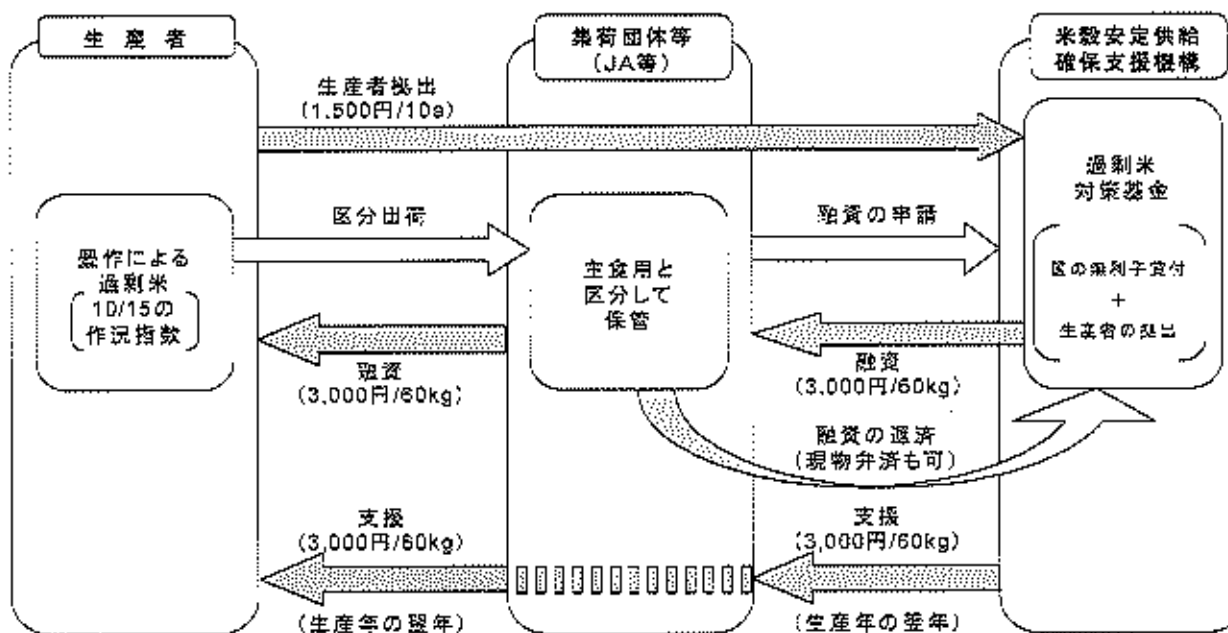 生産者
集荷団体等
(JA等)
米穀安定供給
確保支援機構
生産者拠出
(1,500円/10a)
過剰米
対策基金
国の無利子貸付
+
生産者の拠出
豊作による
過剰米
10/15の
作況指数
区分出荷
主食用と
区分して
保管
融資の申請
融資
(3,000円/60kg)
融資
(3,000円/60kg)
融資の返済
(現物弁済も可)
支援
(3,000円/60kg)
(生産年の翌年)
支援
(3,000円/60kg)
(生産年の翌年)